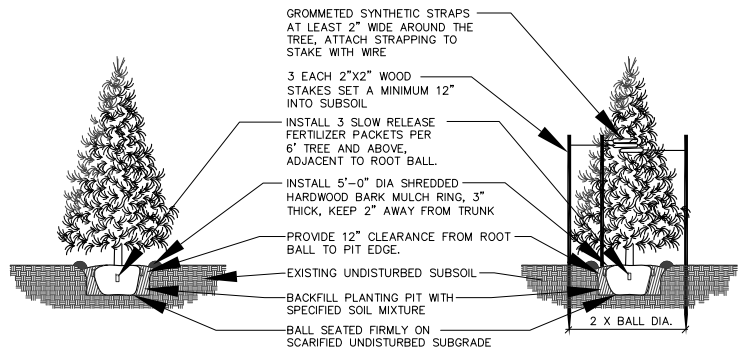 GROMMETED SYNTHETIC STRAPS
AT LEAST 2" WIDE AROUND THE
TREE, ATTACH STRAPPING TO
STAKE WITH WIRE
3 EACH 2"X2" WOOD
STAKES SET A MINIMUM 12"
INTO SUBSOIL
INSTALL 3 SLOW RELEASE
FERTILIZER PACKETS PER
6' TREE AND ABOVE,
ADJACENT TO ROOT BALL.
INSTALL 5'-0" DIA SHREDDED
HARDWOOD BARK MULCH RING, 3"
THICK, KEEP 2" AWAY FROM TRUNK
PROVIDE 12" CLEARANCE FROM ROOT
BALL TO PIT EDGE.
EXISTING UNDISTURBED SUBSOIL
BACKFILL PLANTING PIT WITH
SPECIFIED SOIL MIXTURE
BALL SEATED FIRMLY ON
SCARIFIED UNDISTURBED SUBGRADE
2 X BALL DIA.